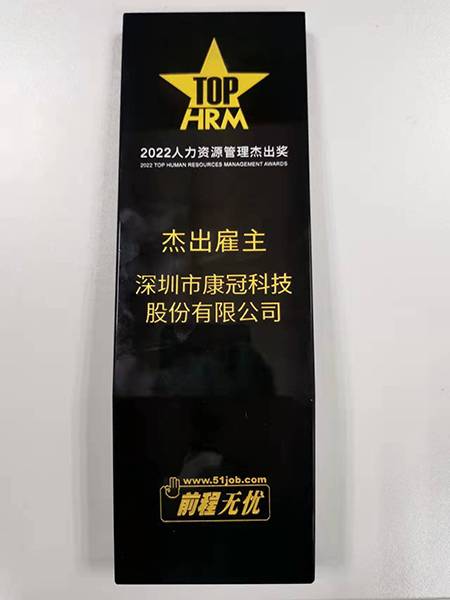 TOP
HRM
2022人力资源管理杰出奖
2022 TOP HUMAN RESOURCES MANAGEMENT AWARDS
杰出雇主
深圳市康冠科技
股份有限公司
www.51job.com
前程无忧